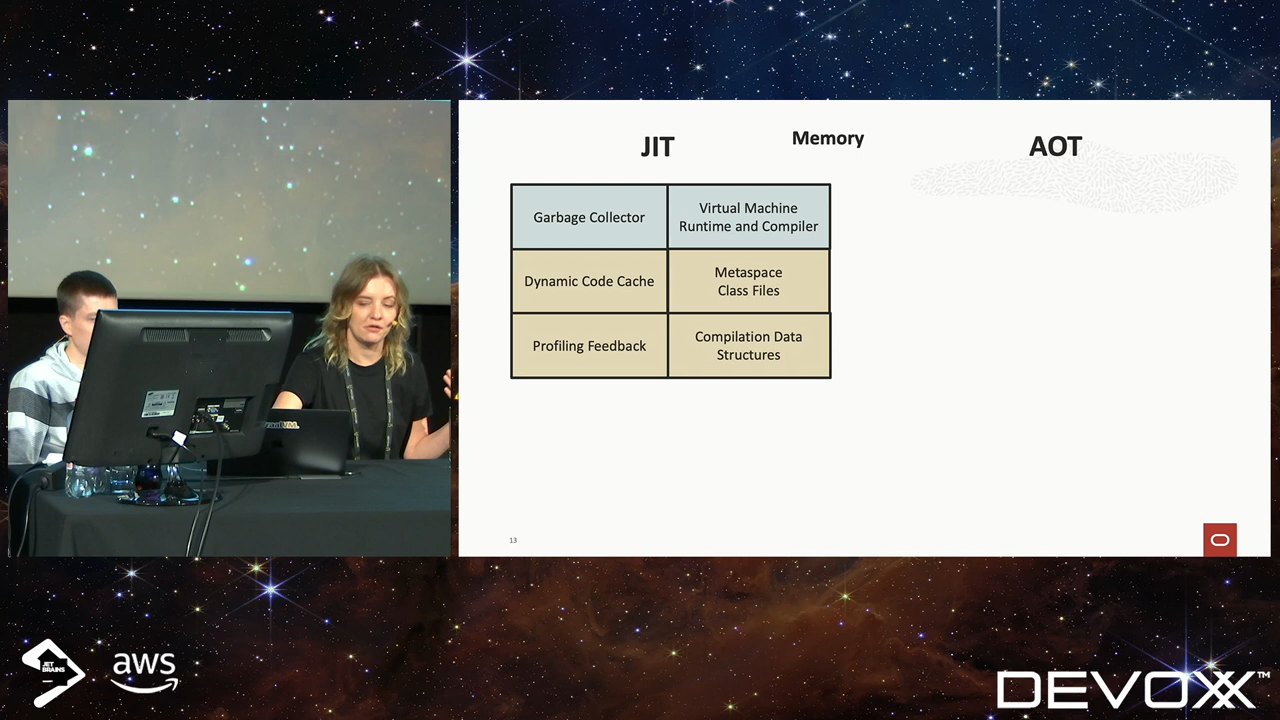 JIT
Memory
AOT
Garbage Collector
Virtual Machine
Runtime and Compiler
Dynamic Code Cache
Metaspace
Class Files
Profiling Feedback
Compilation Data
Structures
13
JET
BRAINS
aws
DEVOXX™